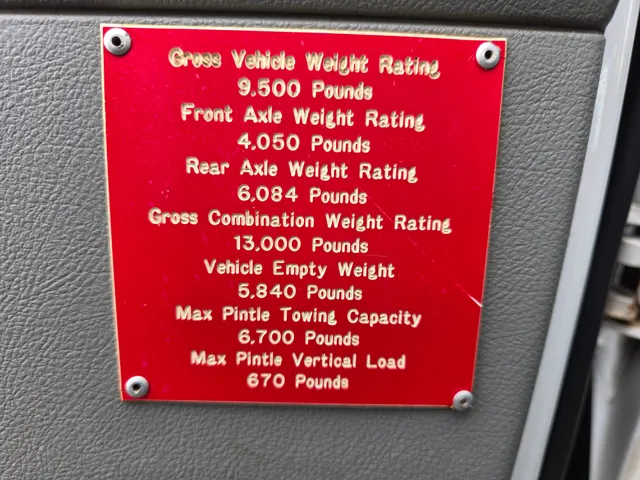 Gross Vehicle Weight Rating
9,500 Pounds
Front Axle Weight Rating
4,050 Pounds
Rear Axle Weight Rating
6,084 Pounds
Gross Combination Weight Rating
13,000 Pounds
Vehicle Empty Weight
5,840 Pounds
Max Pintle Towing Capacity
6,700 Pounds
Max Pintle Vertical Load
670 Pounds